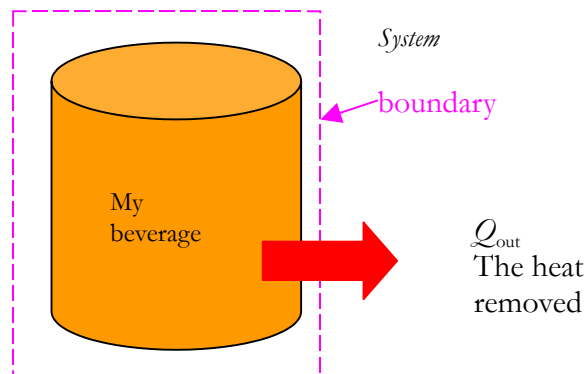 System
boundary
My
beverage
Qout
The heat
removed